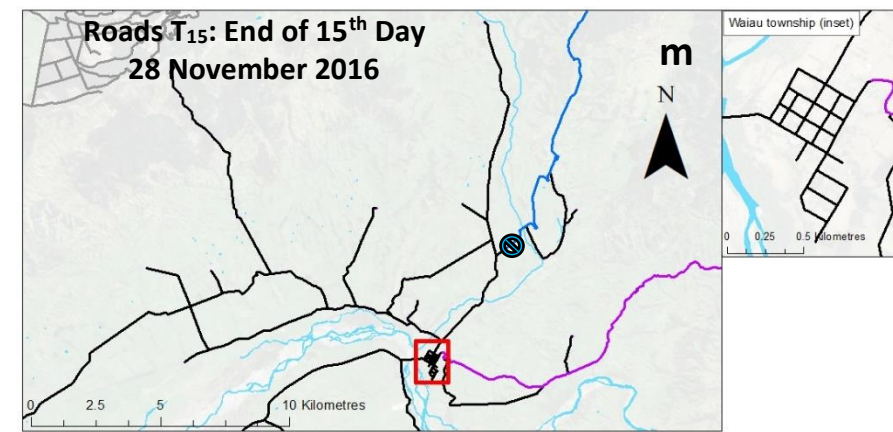 Roads T₁₅: End of 15ᵗʰ Day
28 November 2016
m
N
0 2.5 5 10 Kilometres
Waiau township (inset)
0 0.25 0.5 Kilometres